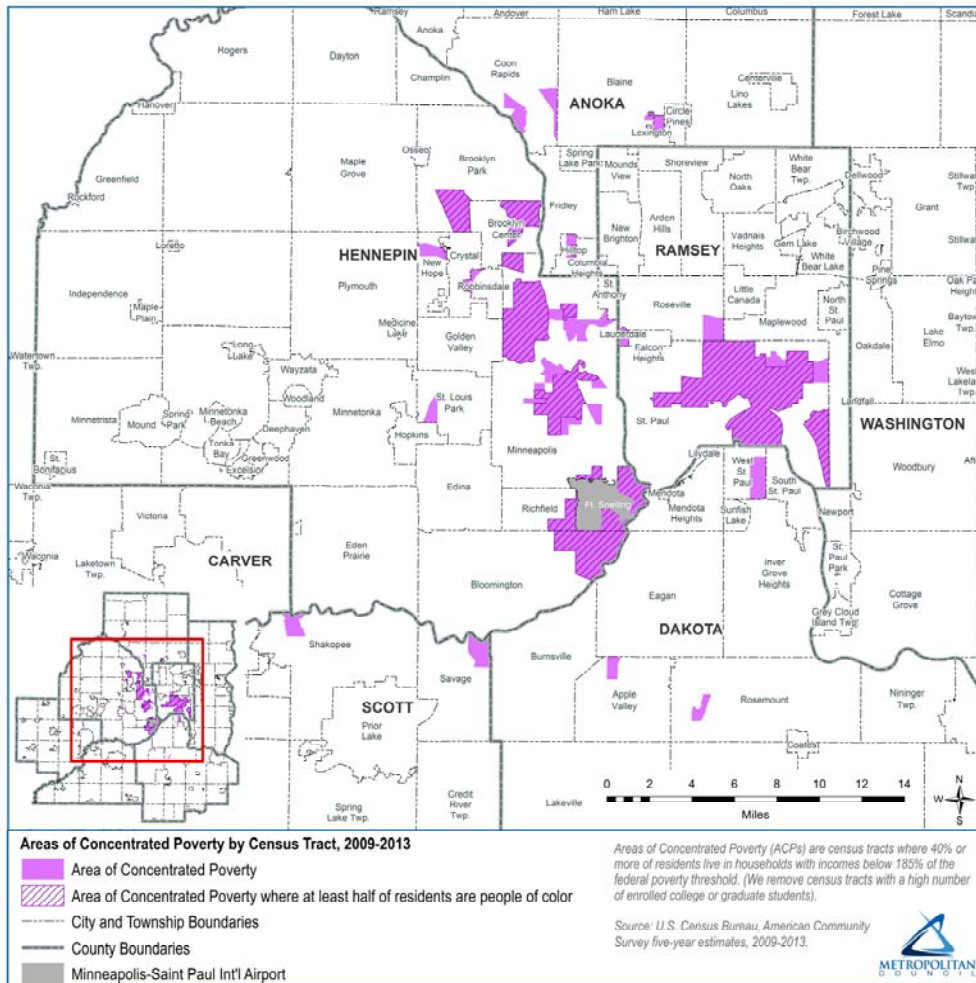 Ramsey
Andover
Ham Lake
Columbus
Forest Lake
Scandia
Rogers
Dayton
Anoka
Champlin
Coon
Rapids
Blaine
Centerville
Lino
Lakes
ANOKA
Hanover
Circle
Pines
Lexington
Osseo
Brooklyn
Park
Spring
Lake Park
Mounds
View
Shoreview
North
Oaks
White
Bear
Twp.
Dellwood
Stillwater
Twp.
Greenfield
Maple
Grove
Rockford
Fridley
Grant
Brooklyn
Center
New
Brighton
Arden
Hills
Vadnais
Heights
Gem Lake
Birchwood
Village
Loretto
HENNEPIN
New
Hope
Crystal
Hilltop
Columbia
Heights
RAMSEY
White
Bear Lake
Pine
Springs
Independence
Plymouth
Robbinsdale
St.
Anthony
Little
Canada
North
St. Paul
Maple
Plain
Medicine
Lake
Roseville
Maplewood
Lake
Elmo
Golden
Valley
Lauderdale
Falcon
Heights
Oakdale
Watertown
Twp.
Long
Lake
Wayzata
Woodland
Minnetrista
Mound
Spring
Park
Minnetonka
Beach
Minnetonka
St. Louis
Park
Landfall
Deephaven
Hopkins
St. Paul
WASHINGTON
Tonka
Bay
Greenwood
Excelsior
Minneapolis
St.
Bonifacius
Lilydale
Woodbury
Waconia
Twp.
Edina
West
St.
Paul
South
St. Paul
Mendota
Victoria
Richfield
Ft. Snelling
Mendota
Heights
Sunfish
Lake
Newport
Waconia
Laketown
Twp.
CARVER
Eden
Prairie
Bloomington
Inver
Grove
Heights
St.
Paul
Park
Eagan
Cottage
Grove
Grey Cloud
Island Twp.
DAKOTA
Shakopee
Burnsville
Savage
Apple
Valley
Rosemount
Nininger
Twp.
SCOTT
Prior
Lake
Coates
Spring
Lake Twp.
Credit
River
Twp.
Lakeville
0 2 4 6 8 10 12 14
Miles
N
W E
S
Areas of Concentrated Poverty by Census Tract, 2009-2013
Area of Concentrated Poverty
Area of Concentrated Poverty where at least half of residents are people of color
City and Township Boundaries
County Boundaries
Minneapolis-Saint Paul Int'l Airport
Areas of Concentrated Poverty (ACPs) are census tracts where 40% or
more of residents live in households with incomes below 185% of the
federal poverty threshold. (We remove census tracts with a high number
of enrolled college or graduate students).
Source: U.S. Census Bureau, American Community
Survey five-year estimates, 2009-2013.
METROPOLITAN
COUNCIL